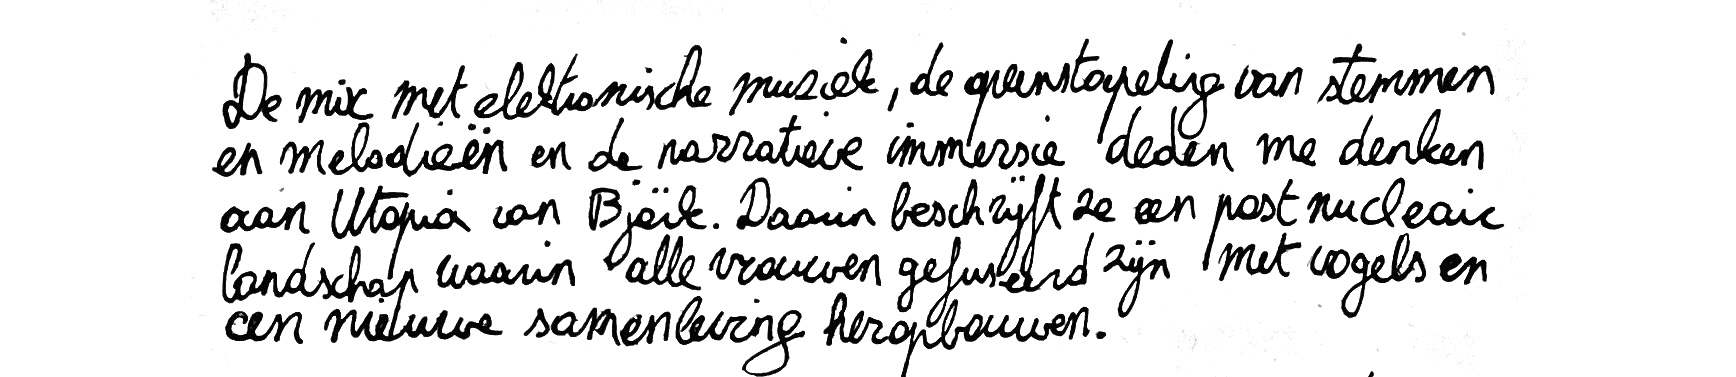 De mix met elektronische muziek, de opeenstapeling van stemmen
en melodieën en de narratieve immersie deden me denken
aan Utopia van Björk. Daarin beschrijft ze een post nucleair
landschap waarin alle vrouwen gefuseerd zijn met vogels en
een nieuwe samenleving heropbouwen.